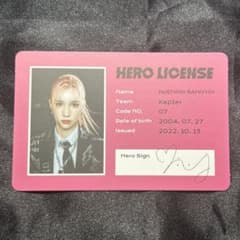 HERO LICENSE
Name HUENING BAHIYYIH
Team Kep1er
Code NO. 07
Date of birth 2004. 07. 27
Issued 2022. 10. 13
Hero Sign